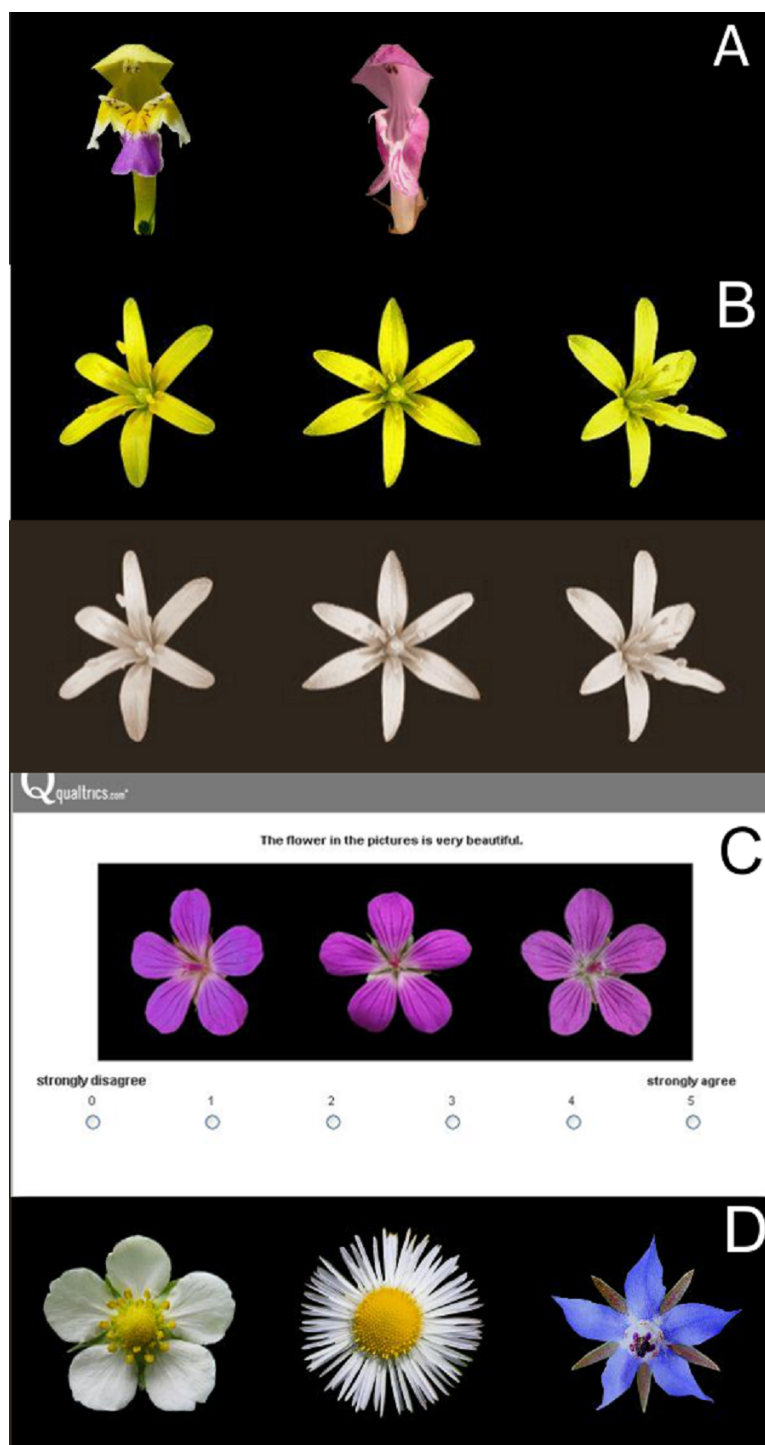 A
B
Qualtrics.com
The flower in the pictures is very beautiful.
C
strongly disagree
strongly agree
0 1 2 3 4 5
D